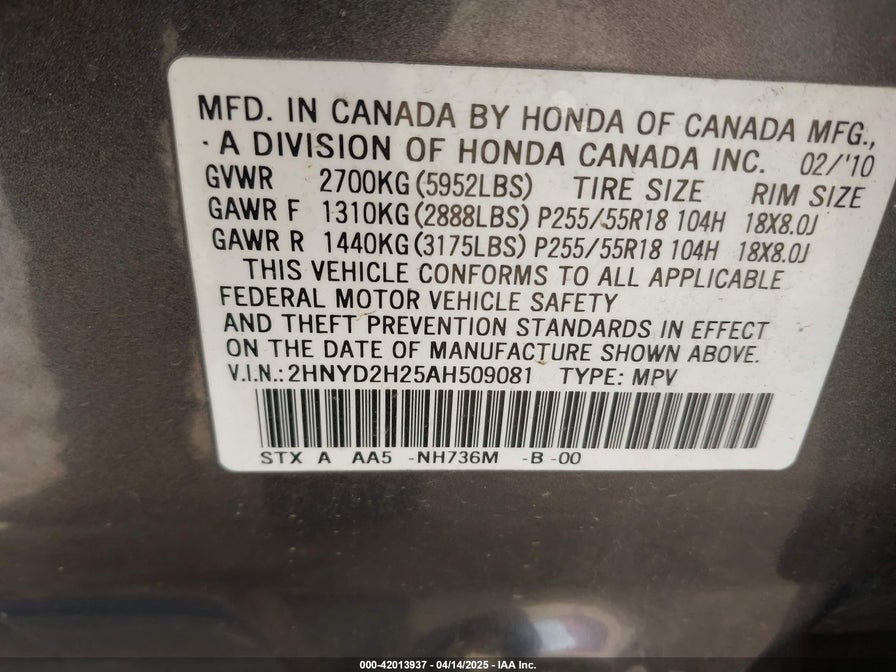 MFD. IN CANADA BY HONDA OF CANADA MFG.,
· A DIVISION OF HONDA CANADA INC. 02/'10
GVWR 2700KG(5952LBS) TIRE SIZE RIM SIZE
GAWR F 1310KG(2888LBS) P255/55R18 104H 18X8.0J
GAWR R 1440KG(3175LBS) P255/55R18 104H 18X8.0J
THIS VEHICLE CONFORMS TO ALL APPLICABLE
FEDERAL MOTOR VEHICLE SAFETY
AND THEFT PREVENTION STANDARDS IN EFFECT
ON THE DATE OF MANUFACTURE SHOWN ABOVE.
V.I.N.: 2HNYD2H25AH509081 TYPE: MPV
STX A AA5 -NH736M -B -00
000-42013937 - 04/14/2025 - IAA Inc.